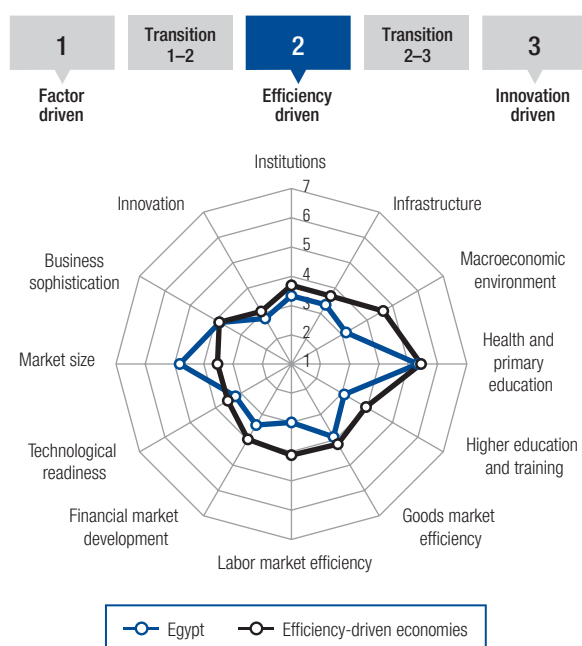 1
Transition
1–2
2
Transition
2–3
3
Factor
driven
Efficiency
driven
Innovation
driven
Institutions
7
6
5
4
3
2
1
Infrastructure
Macroeconomic
environment
Health and
primary
education
Higher education
and training
Goods market
efficiency
Labor market efficiency
Financial market
development
Technological
readiness
Market size
Business
sophistication
Innovation
Egypt
Efficiency-driven economies